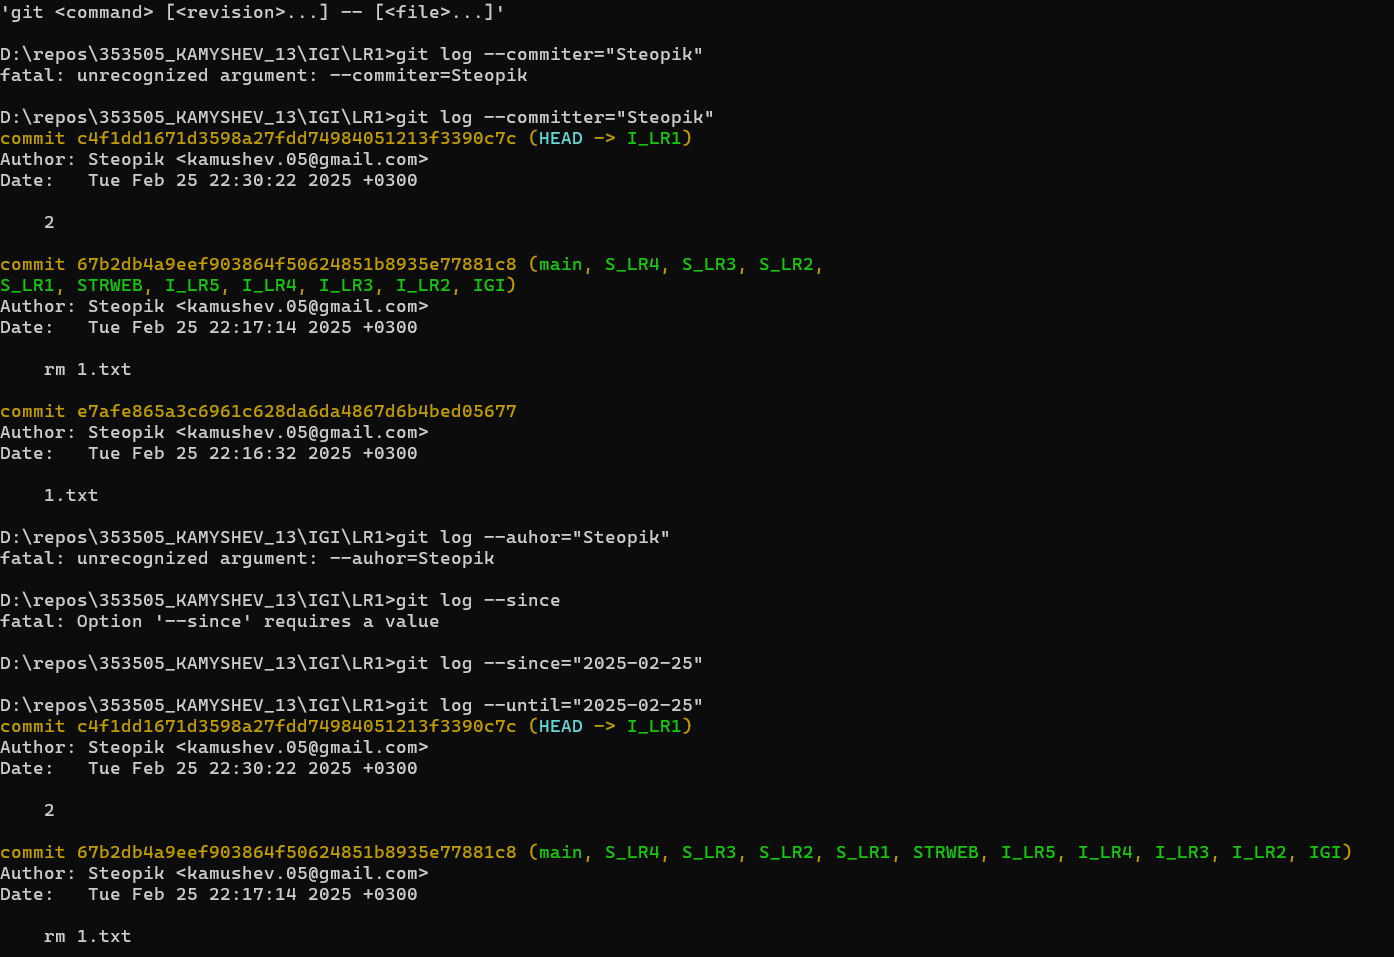 'git <command> [<revision>...] -- [<file>...]'
D:\repos\353505_KAMYSHEV_13\IGI\LR1>git log --commiter="Steopik"
fatal: unrecognized argument: --commiter=Steopik
D:\repos\353505_KAMYSHEV_13\IGI\LR1>git log --committer="Steopik"
commit c4f1dd1671d3598a27fdd74984051213f3390c7c (HEAD -> I_LR1)
Author: Steopik <kamushev.05@gmail.com>
Date:   Tue Feb 25 22:30:22 2025 +0300
    2
commit 67b2db4a9eef903864f50624851b8935e77881c8 (main, S_LR4, S_LR3, S_LR2,
S_LR1, STRWEB, I_LR5, I_LR4, I_LR3, I_LR2, IGI)
Author: Steopik <kamushev.05@gmail.com>
Date:   Tue Feb 25 22:17:14 2025 +0300
    rm 1.txt
commit e7afe865a3c6961c628da6da4867d6b4bed05677
Author: Steopik <kamushev.05@gmail.com>
Date:   Tue Feb 25 22:16:32 2025 +0300
    1.txt
D:\repos\353505_KAMYSHEV_13\IGI\LR1>git log --auhor="Steopik"
fatal: unrecognized argument: --auhor=Steopik
D:\repos\353505_KAMYSHEV_13\IGI\LR1>git log --since
fatal: Option '--since' requires a value
D:\repos\353505_KAMYSHEV_13\IGI\LR1>git log --since="2025-02-25"
D:\repos\353505_KAMYSHEV_13\IGI\LR1>git log --until="2025-02-25"
commit c4f1dd1671d3598a27fdd74984051213f3390c7c (HEAD -> I_LR1)
Author: Steopik <kamushev.05@gmail.com>
Date:   Tue Feb 25 22:30:22 2025 +0300
    2
commit 67b2db4a9eef903864f50624851b8935e77881c8 (main, S_LR4, S_LR3, S_LR2, S_LR1, STRWEB, I_LR5, I_LR4, I_LR3, I_LR2, IGI)
Author: Steopik <kamushev.05@gmail.com>
Date:   Tue Feb 25 22:17:14 2025 +0300
    rm 1.txt